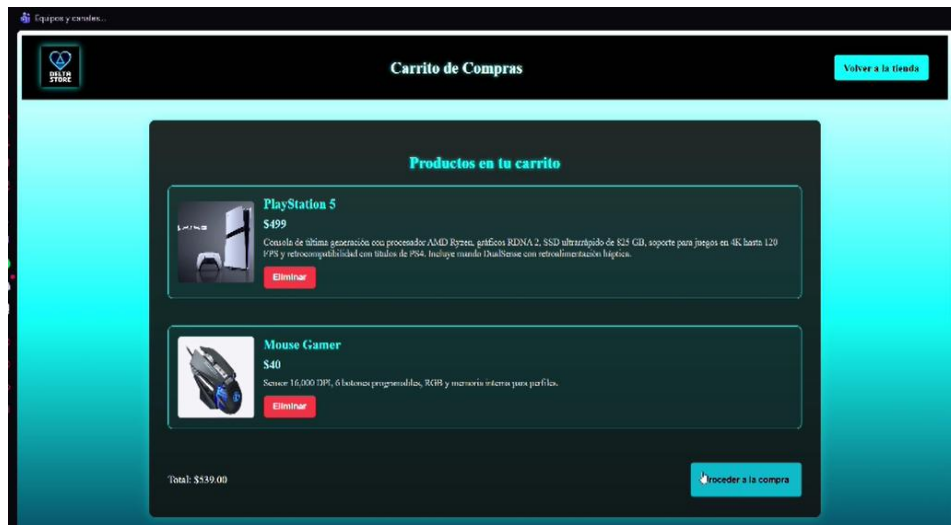 Equipos y canales...
DELTA
STORE
Carrito de Compras
Volver a la tienda
Productos en tu carrito
PlayStation 5
$499
Consola de última generación con procesador AMD Ryzen, gráficos RDNA 2, SSD ultrarrápido de 825 GB, soporte para juegos en 4K hasta 120
FPS y retrocompatibilidad con títulos de PS4. Incluye mando DualSense con retroalimentación háptica.
Eliminar
Mouse Gamer
$40
Sensor 16,000 DPI, 6 botones programables, RGB y memoria interna para perfiles.
Eliminar
Total: $539.00
Proceder a la compra